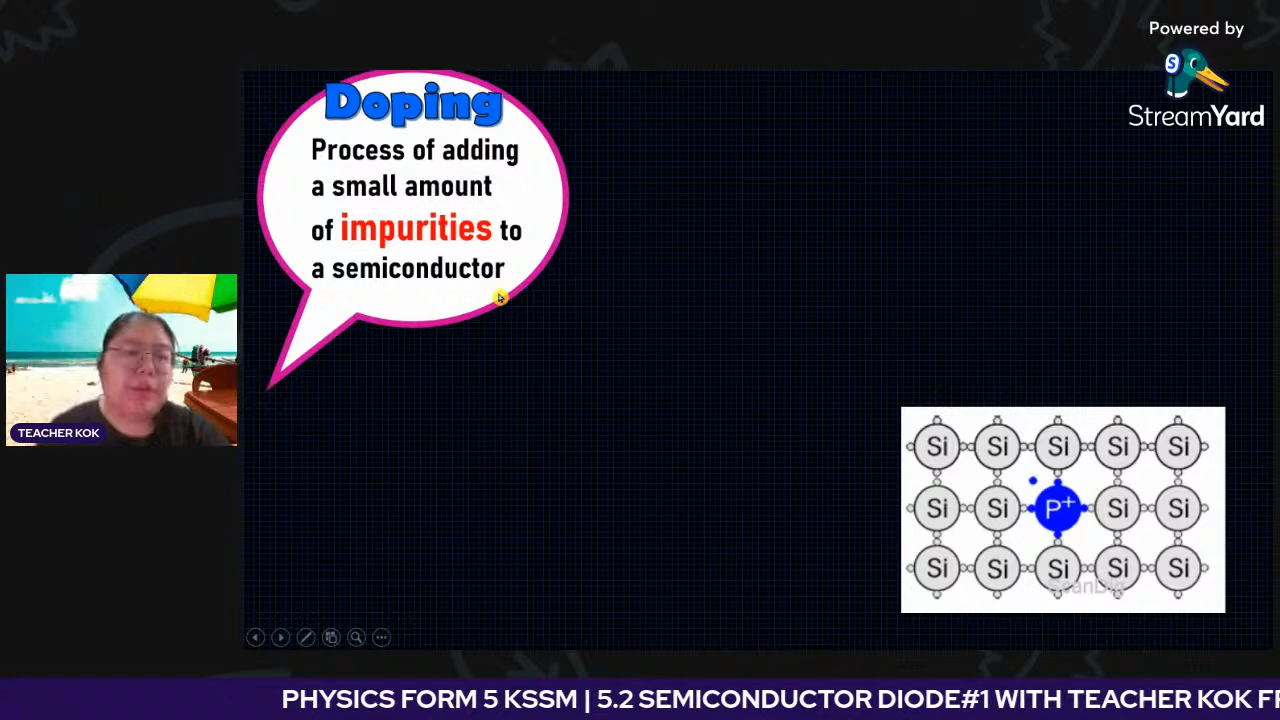 Powered by
StreamYard
Doping
Process of adding
a small amount
of impurities to
a semiconductor
TEACHER KOK
Si Si Si Si Si
Si Si P+ Si Si
Si Si Si Si Si
ScanDig
PHYSICS FORM 5 KSSM | 5.2 SEMICONDUCTOR DIODE#1 WITH TEACHER KOK